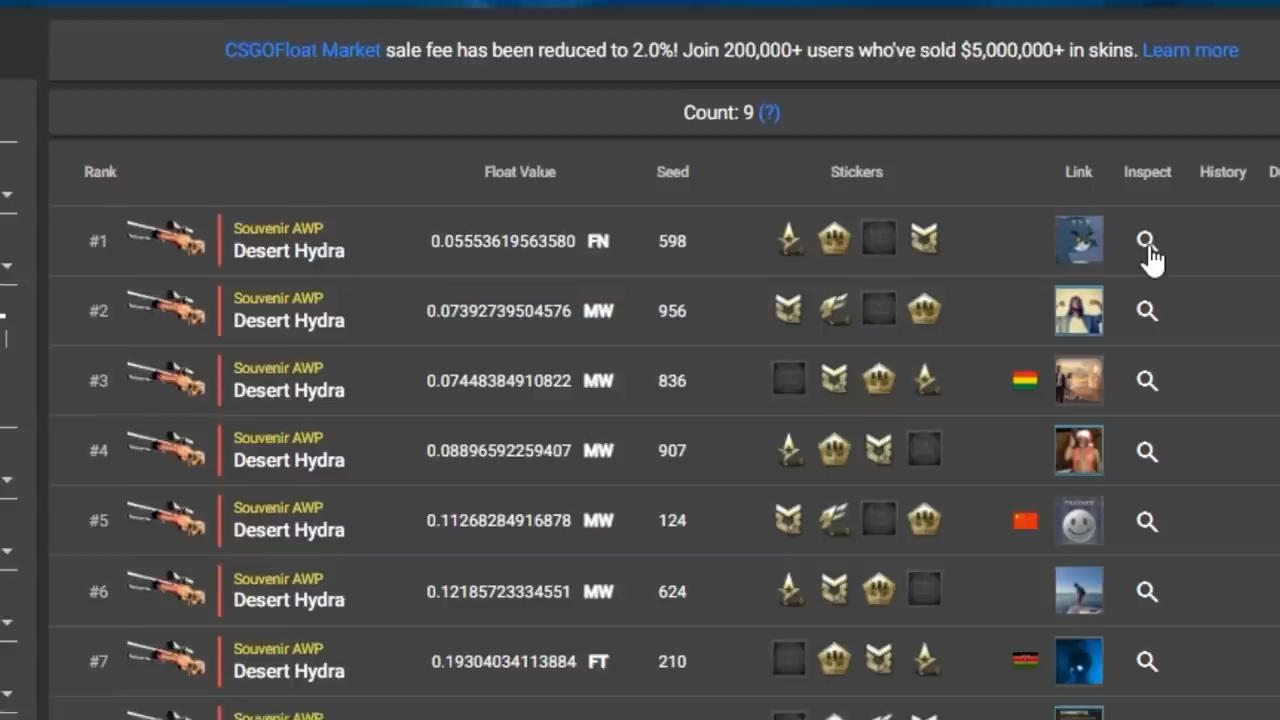 CSGOFloat Market sale fee has been reduced to 2.0%! Join 200,000+ users who've sold $5,000,000+ in skins. Learn more
Count: 9 (?)
Rank Float Value Seed Stickers Link Inspect History
#1 Souvenir AWP
Desert Hydra 0.05553619563580 FN 598
#2 Souvenir AWP
Desert Hydra 0.07392739504576 MW 956
#3 Souvenir AWP
Desert Hydra 0.07448384910822 MW 836
#4 Souvenir AWP
Desert Hydra 0.08896592259407 MW 907
#5 Souvenir AWP
Desert Hydra 0.11268284916878 MW 124
#6 Souvenir AWP
Desert Hydra 0.12185723334551 MW 624
#7 Souvenir AWP
Desert Hydra 0.19304034113884 FT 210
Souvenir AWP